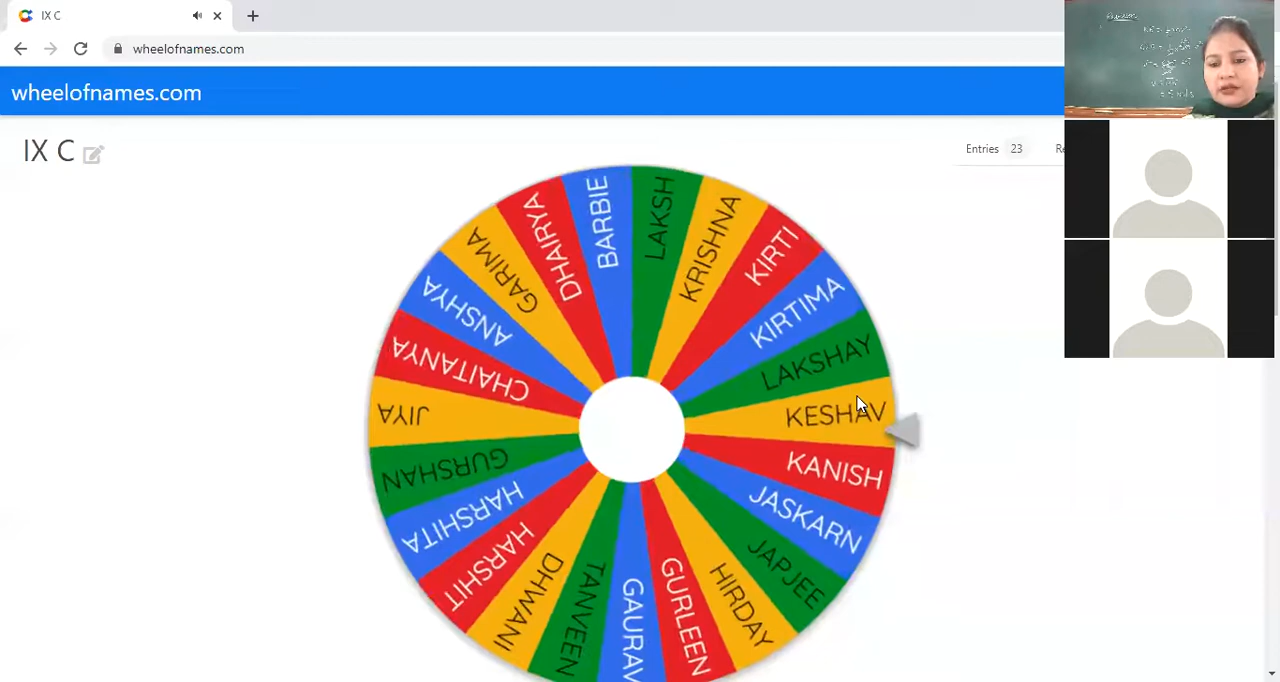 IX C
wheelofnames.com
wheelofnames.com
IX C
Entries 23
LAKSH
KRISHNA
KIRTI
KIRTIMA
LAKSHAY
KESHAV
KANISH
JASKARN
JAPJEE
HIRDAY
GURLEEN
GAURAV
TANVEEN
DHWANI
HARSHIT
HARSHITA
GURSHAN
JIYA
CHAITANYA
ANSHYA
GARIMA
DHAIRYA
BARBIE